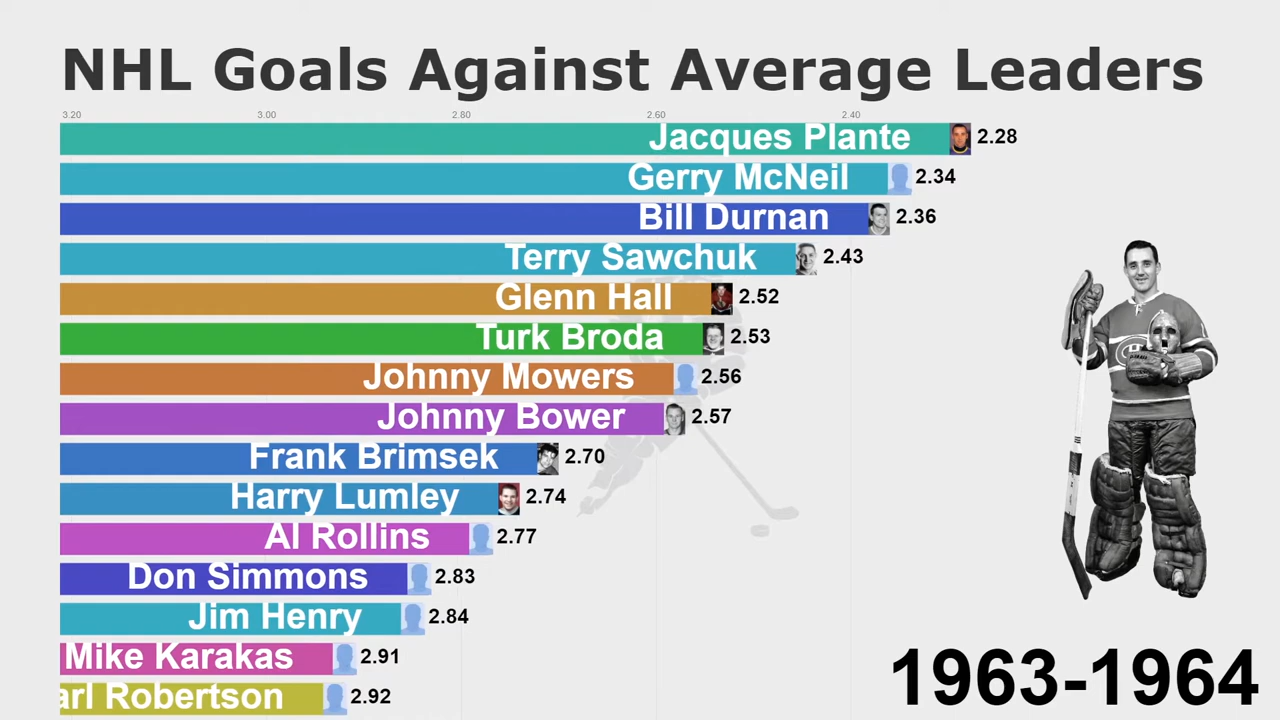 NHL Goals Against Average Leaders
3.20 3.00 2.80 2.60 2.40
Jacques Plante 2.28
Gerry McNeil 2.34
Bill Durnan 2.36
Terry Sawchuk 2.43
Glenn Hall 2.52
Turk Broda 2.53
Johnny Mowers 2.56
Johnny Bower 2.57
Frank Brimsek 2.70
Harry Lumley 2.74
Al Rollins 2.77
Don Simmons 2.83
Jim Henry 2.84
Mike Karakas 2.91
arl Robertson 2.92
1963-1964